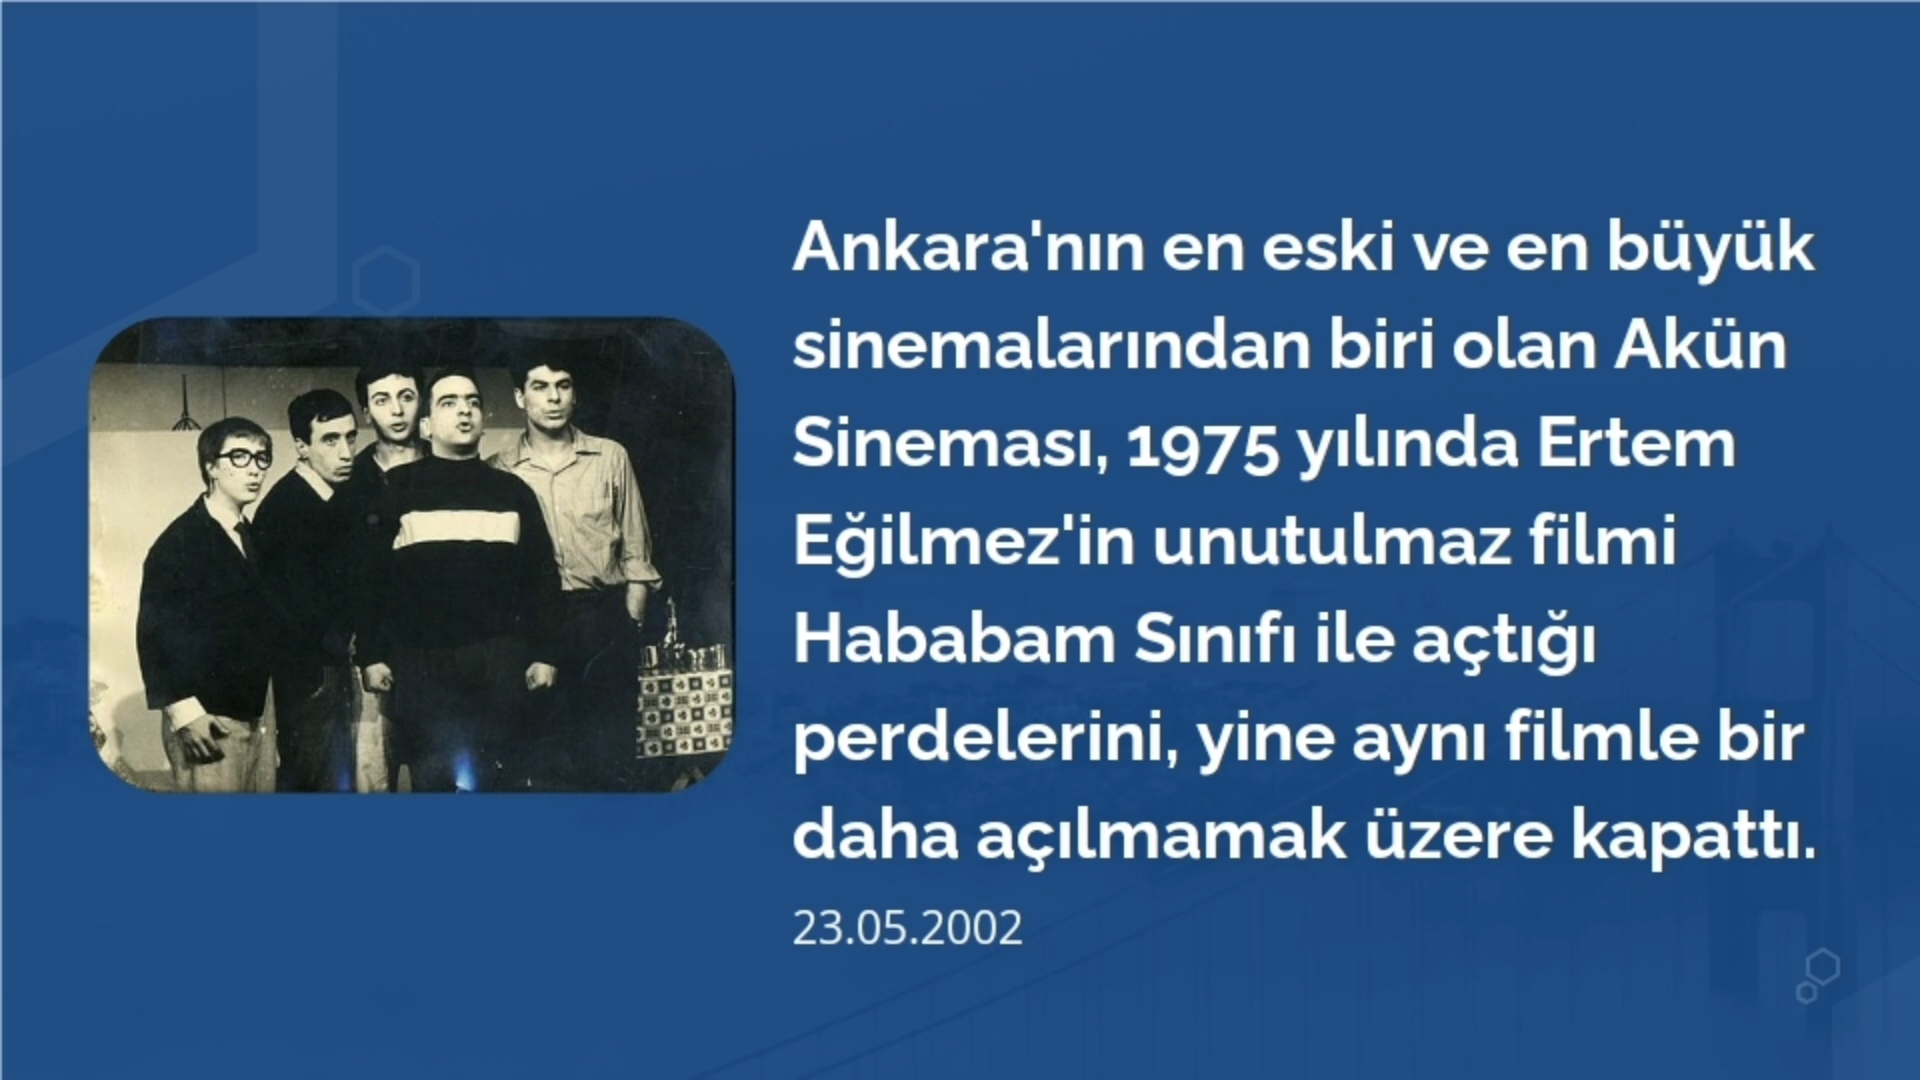 Ankara'nın en eski ve en büyük
sinemalarından biri olan Akün
Sineması, 1975 yılında Ertem
Eğilmez'in unutulmaz filmi
Hababam Sınıfı ile açtığı
perdelerini, yine aynı filmle bir
daha açılmamak üzere kapattı.
23.05.2002